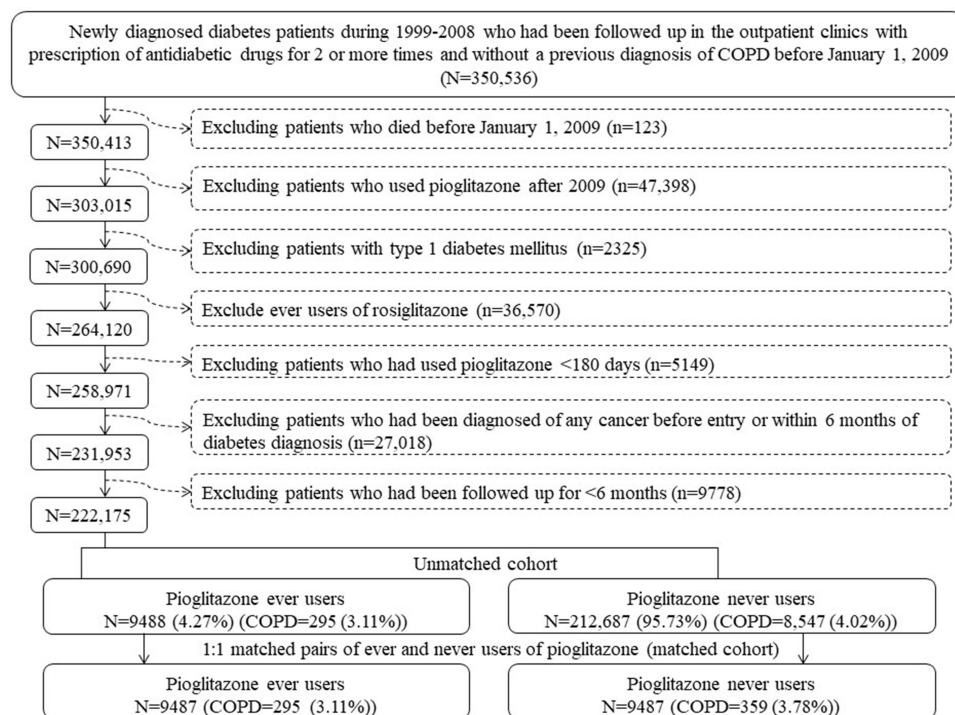 Newly diagnosed diabetes patients during 1999-2008 who had been followed up in the outpatient clinics with
prescription of antidiabetic drugs for 2 or more times and without a previous diagnosis of COPD before January 1, 2009
(N=350,536)
Excluding patients who died before January 1, 2009 (n=123)
N=350,413
Excluding patients who used pioglitazone after 2009 (n=47,398)
N=303,015
Excluding patients with type 1 diabetes mellitus (n=2325)
N=300,690
Exclude ever users of rosiglitazone (n=36,570)
N=264,120
Excluding patients who had used pioglitazone <180 days (n=5149)
N=258,971
Excluding patients who had been diagnosed of any cancer before entry or within 6 months of
diabetes diagnosis (n=27,018)
N=231,953
Excluding patients who had been followed up for <6 months (n=9778)
N=222,175
Unmatched cohort
Pioglitazone ever users
N=9488 (4.27%) (COPD=295 (3.11%))
Pioglitazone never users
N=212,687 (95.73%) (COPD=8,547 (4.02%))
1:1 matched pairs of ever and never users of pioglitazone (matched cohort)
Pioglitazone ever users
N=9487 (COPD=295 (3.11%))
Pioglitazone never users
N=9487 (COPD=359 (3.78%))